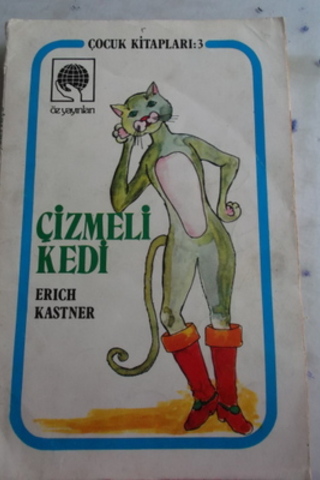 ÇOCUK KİTAPLARI: 3
öz yayınları
ÇİZMELİ
KEDİ
ERICH
KASTNER